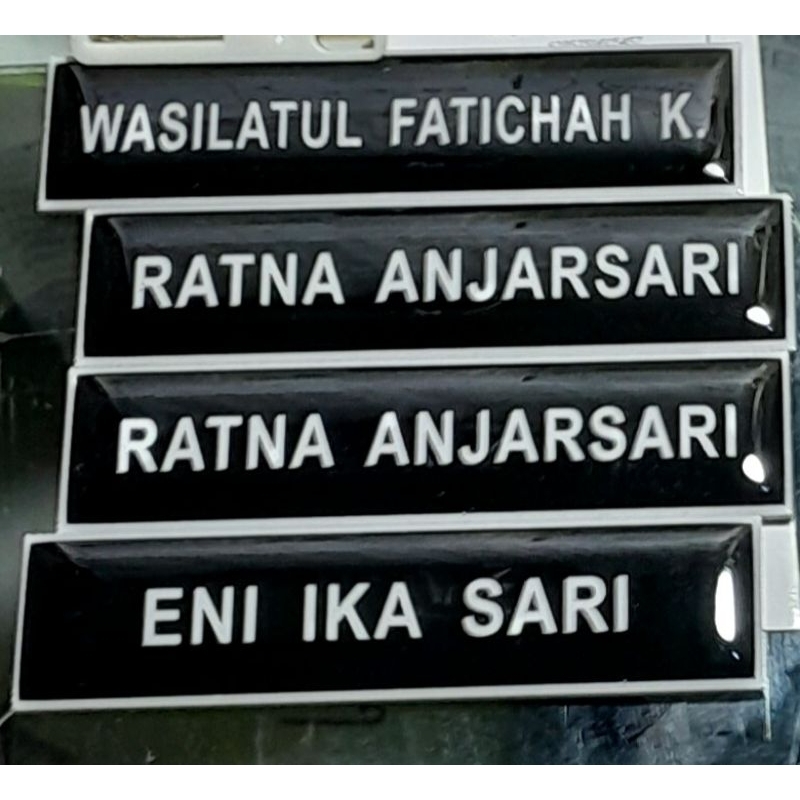 WASILATUL FATICHAH K.
RATNA ANJARSARI
RATNA ANJARSARI
ENI IKA SARI